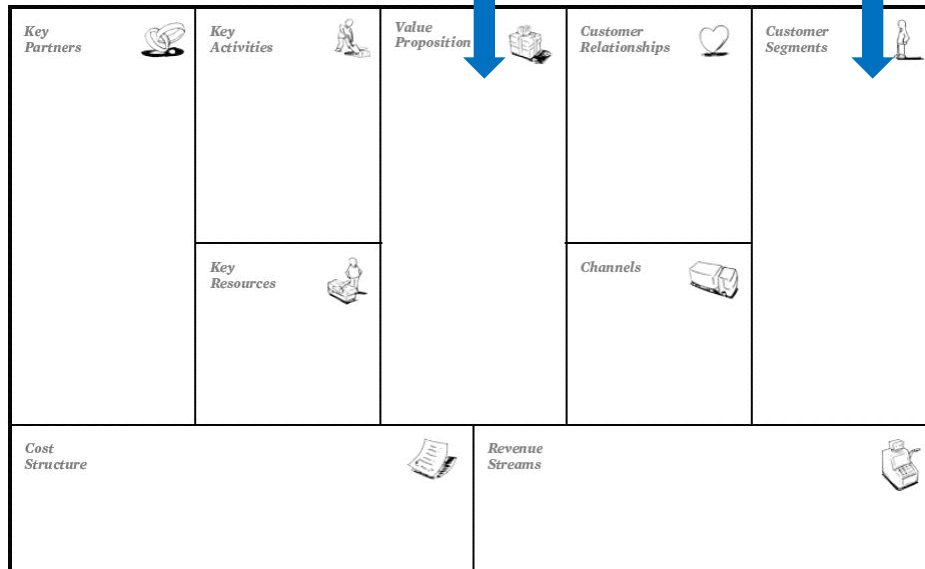 Key
Partners
Key
Activities
Value
Proposition
Customer
Relationships
Customer
Segments
Key
Resources
Channels
Cost
Structure
Revenue
Streams